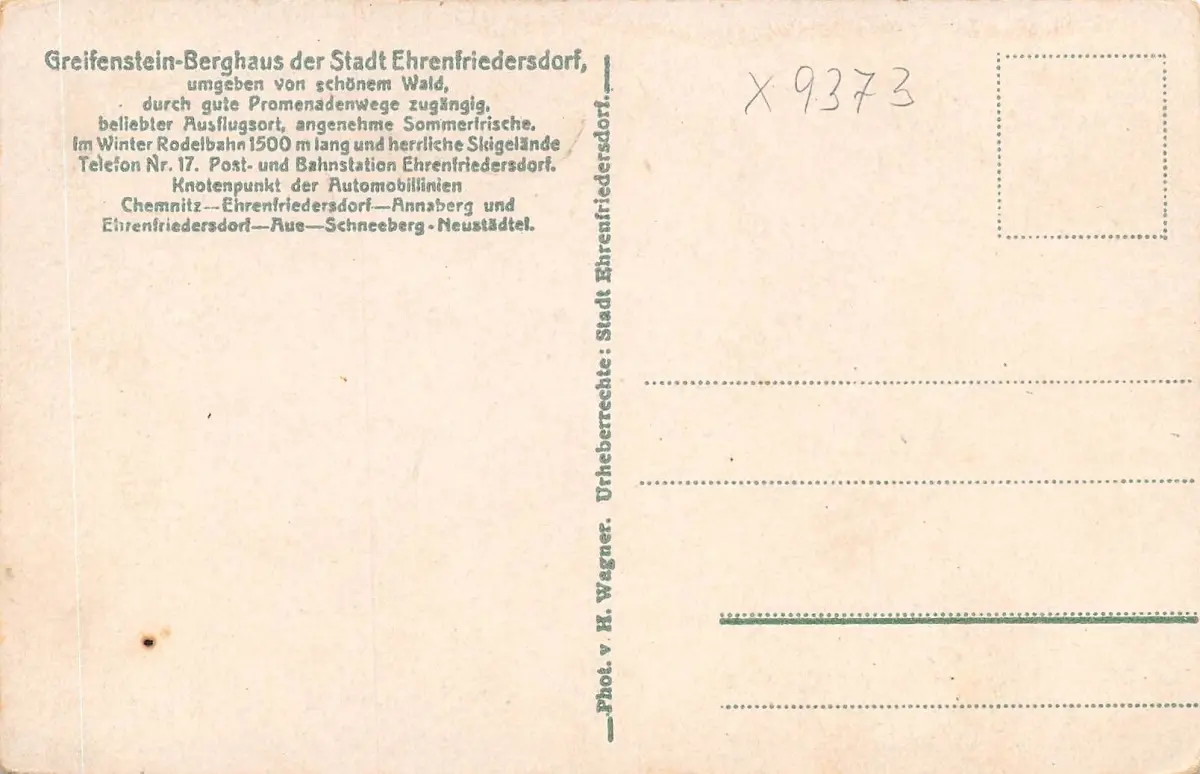 Greifenstein-Berghaus der Stadt Ehrenfriedersdorf,
umgeben von schönem Wald,
durch gute Promenadenwege zugängig,
beliebter Ausflugsort, angenehme Sommerfrische.
Im Winter Rodelbahn 1500 m lang und herrliche Skigelände
Telefon Nr. 17. Post- und Bahnstation Ehrenfriedersdorf.
Knotenpunkt der Automobillinien
Chemnitz—Ehrenfriedersdorf—Annaberg und
Ehrenfriedersdorf—Aue—Schneeberg-Neustädtel.
Phot. v. H. Wagner. Urheberrechte: Stadt Ehrenfriedersdorf.
X 9373